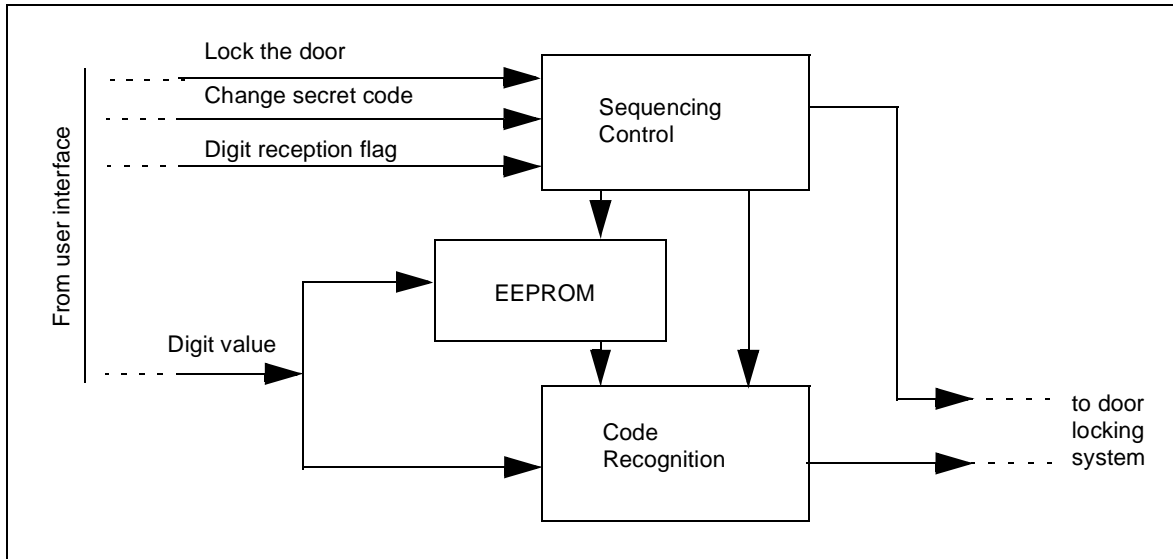 Lock the door
Change secret code
Digit reception flag
From user interface
Sequencing
Control
EEPROM
Digit value
Code
Recognition
to door
locking
system